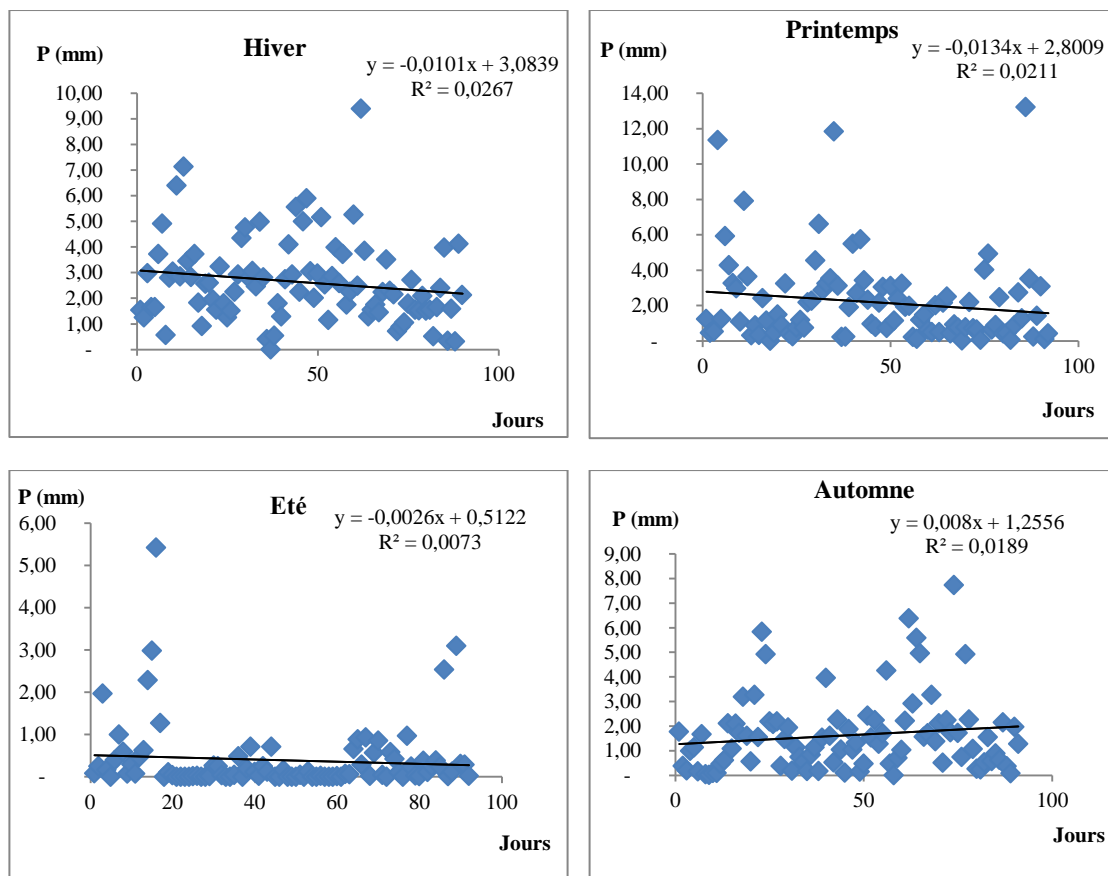 Hiver
P (mm)
y = -0,0101x + 3,0839
R² = 0,0267
10,00
9,00
8,00
7,00
6,00
5,00
4,00
3,00
2,00
1,00
-
0
50
100
Jours
Printemps
P (mm)
y = -0,0134x + 2,8009
R² = 0,0211
14,00
12,00
10,00
8,00
6,00
4,00
2,00
-
0
50
100
Jours
P (mm)
Eté
y = -0,0026x + 0,5122
R² = 0,0073
6,00
5,00
4,00
3,00
2,00
1,00
-
0
20
40
60
80
100
Jours
Automne
P (mm)
y = 0,008x + 1,2556
R² = 0,0189
9,00
8,00
7,00
6,00
5,00
4,00
3,00
2,00
1,00
-
0
50
100
Jours